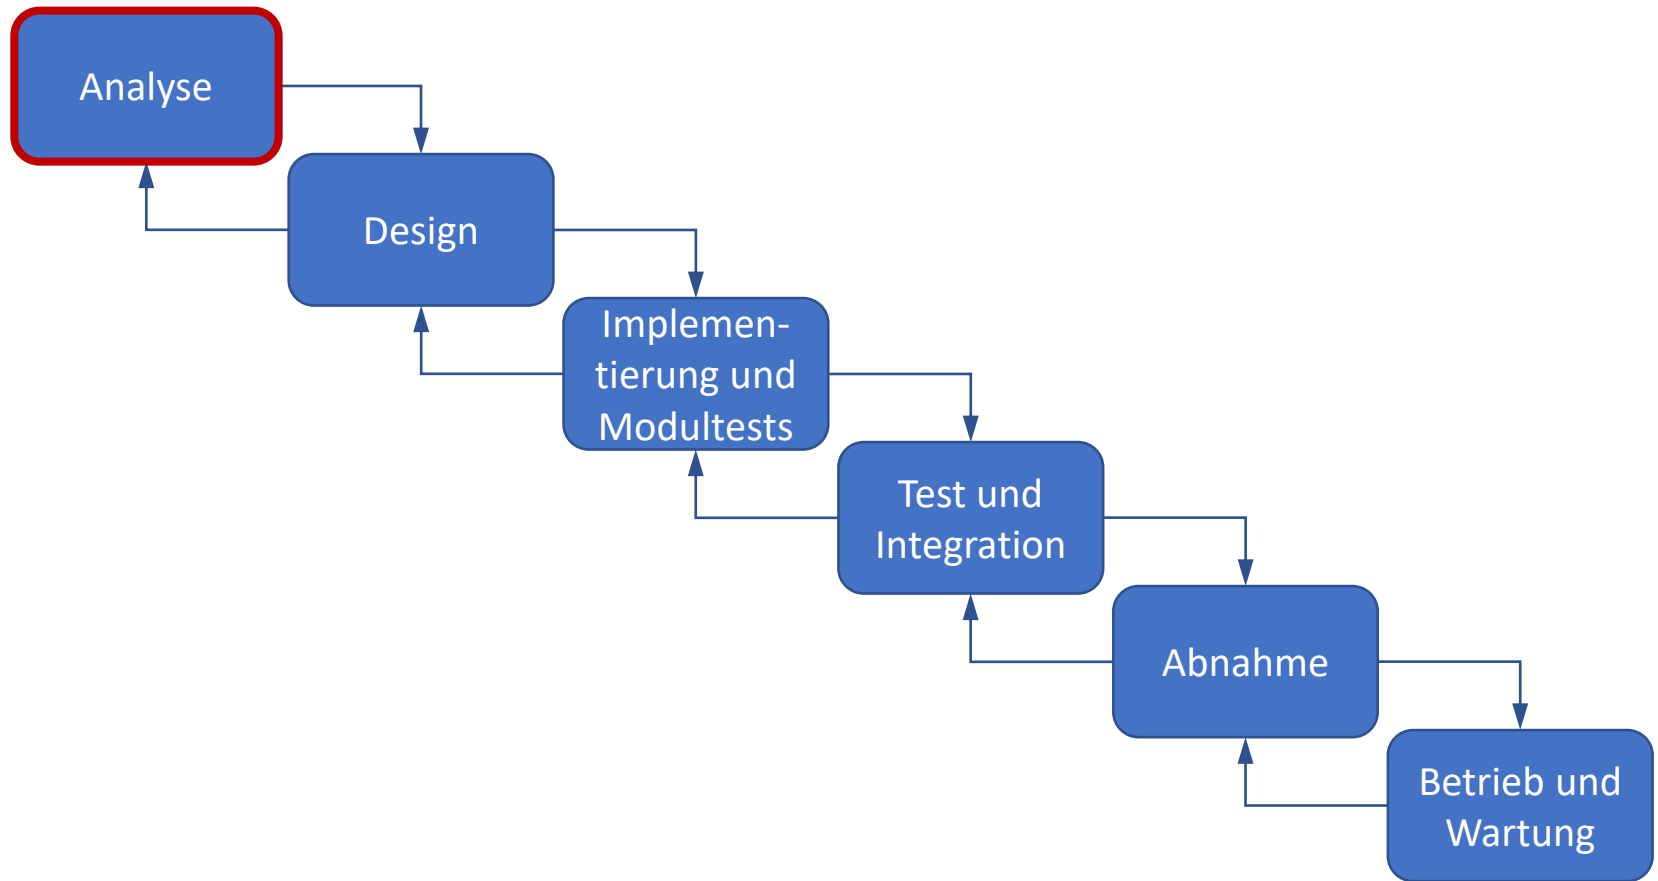 Analyse
Design
Implemen-
tierung und
Modultests
Test und
Integration
Abnahme
Betrieb und
Wartung